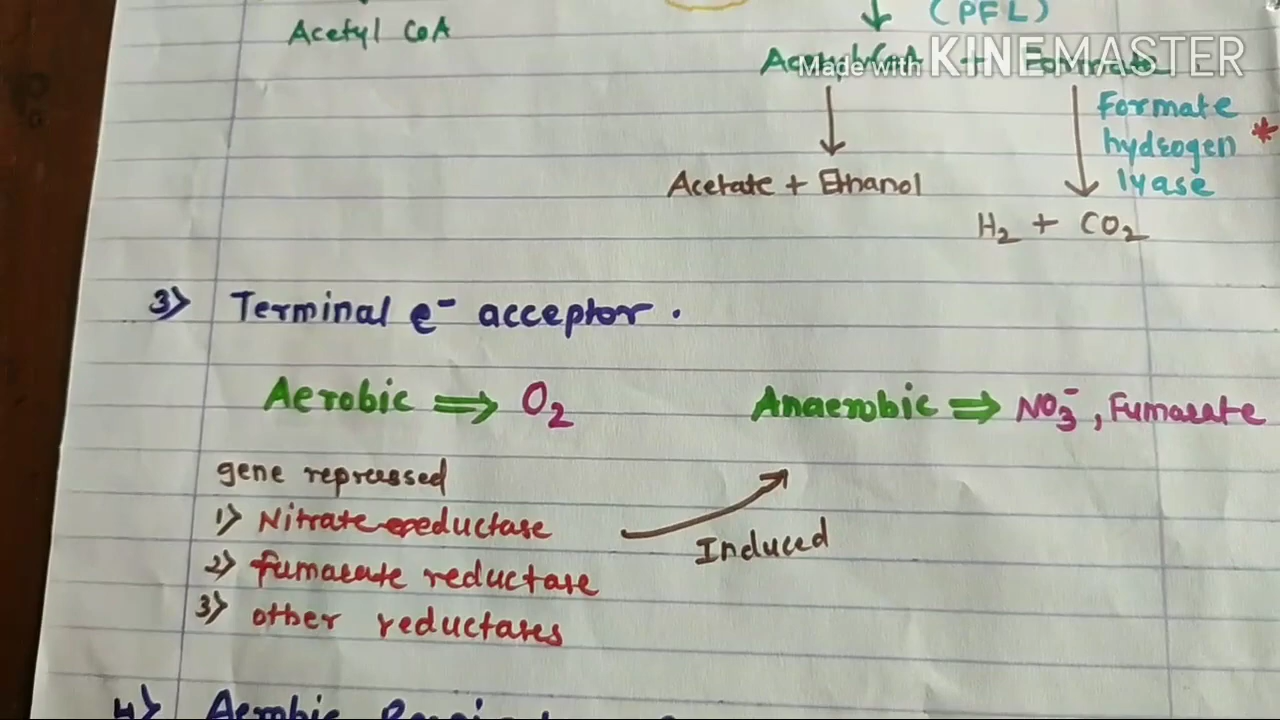 Acetyl CoA
(PFL)
Made with KINEMASTER
Formate
hydrogen *
lyase
Acetate + Ethanol
H₂ + CO₂
3) Terminal e⁻ acceptor.
Aerobic ⇒ O₂
Anaerobic ⇒ NO₃⁻, Fumarate
gene repressed
1) Nitrate reductase
2) fumarate reductase
3) other reductases
Induced
4) Aerobic